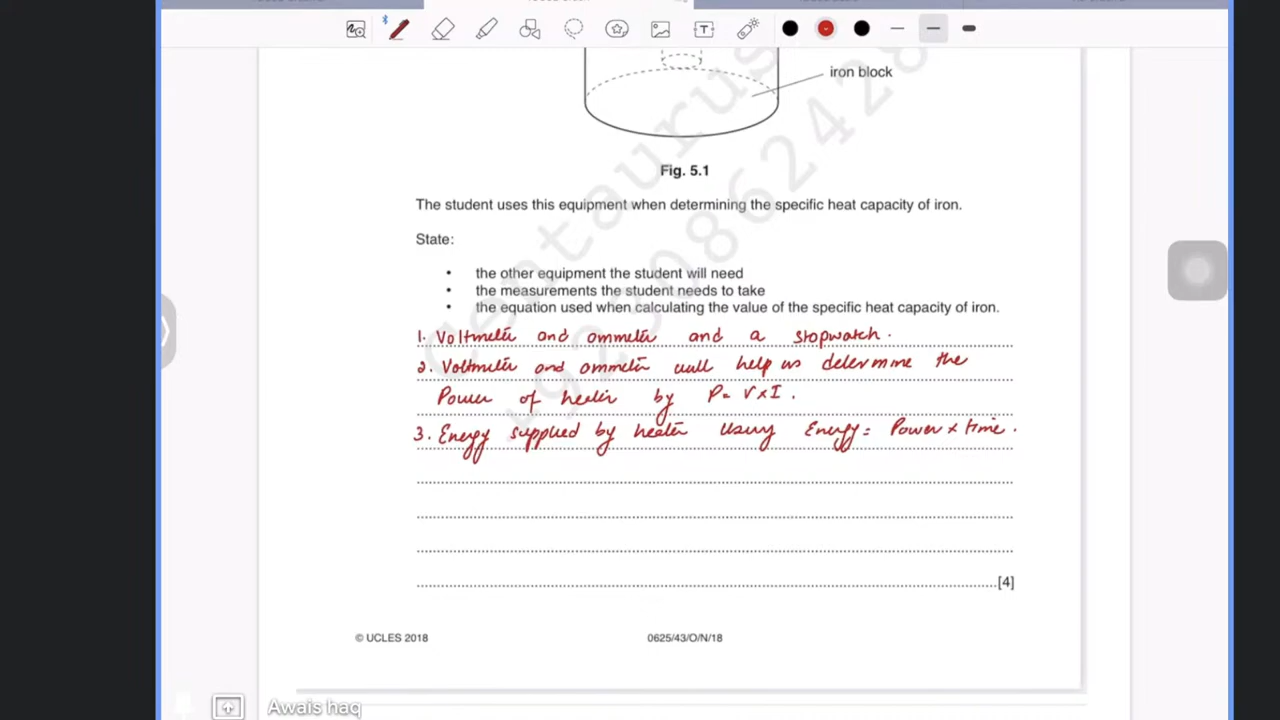 iron block
Fig. 5.1
The student uses this equipment when determining the specific heat capacity of iron.
State:
• the other equipment the student will need
• the measurements the student needs to take
• the equation used when calculating the value of the specific heat capacity of iron.
1. Voltmeter and ammeter and a stopwatch.
2. Voltmeter and ammeter will help us determine the
Power of heater by P = V x I.
3. Energy supplied by heater using Energy = Power x time.
[4]
© UCLES 2018
0625/43/O/N/18
Centaurus
Awais haq